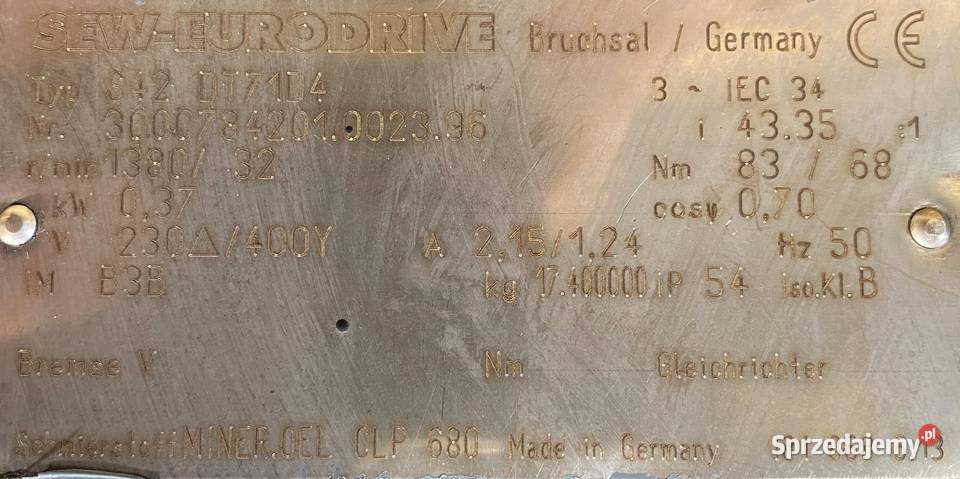 SEW-EURODRIVE Bruchsal / Germany CE
Typ S42 DT71D4 3 ~ IEC 34
Nr. 3000784201.0023.96 i 43.35 :1
r/min 1380/ 32 Nm 83 / 68
kW 0,37 cosφ 0,70
V 230△/400Y A 2,15/1,24 Hz 50
IM B3B kg 17.400000 IP 54 Iso.Kl. B
Bremse V Nm Gleichrichter
Schmierstoff MINER.OEL CLP 680 Made in Germany
Sprzedajemy.pl